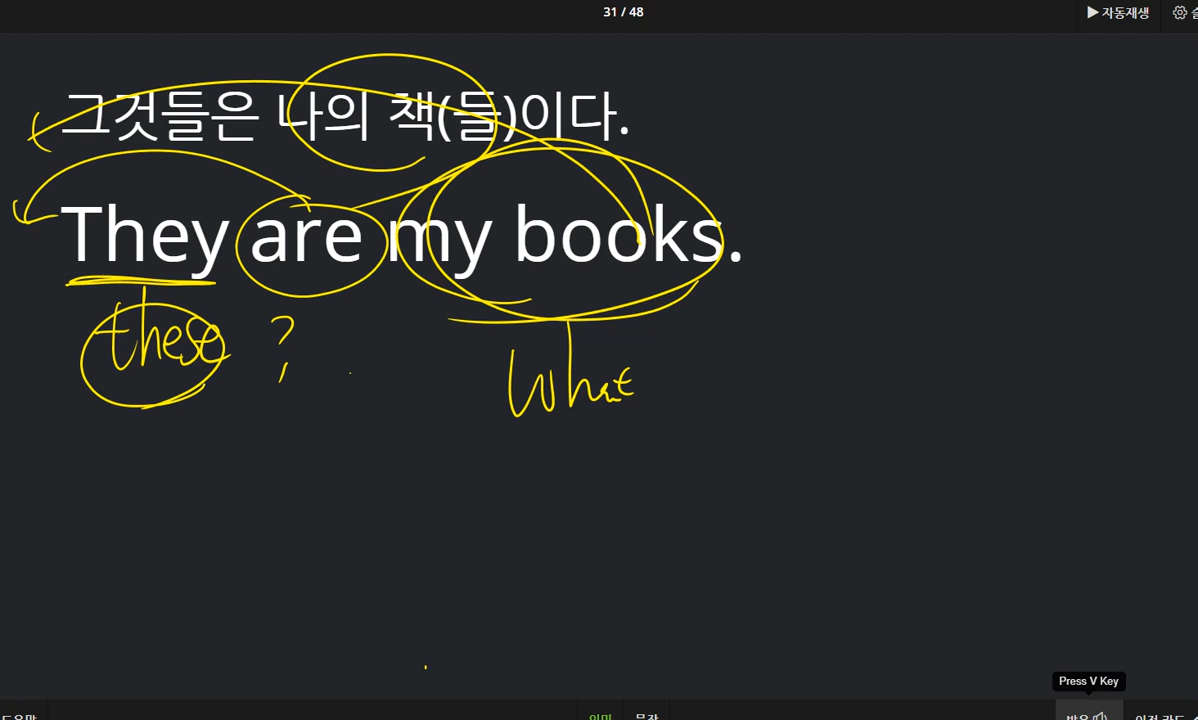 31 / 48
▶ 자동재생
그것들은 나의 책(들)이다.
They are my books.
these ?
What
Press V Key